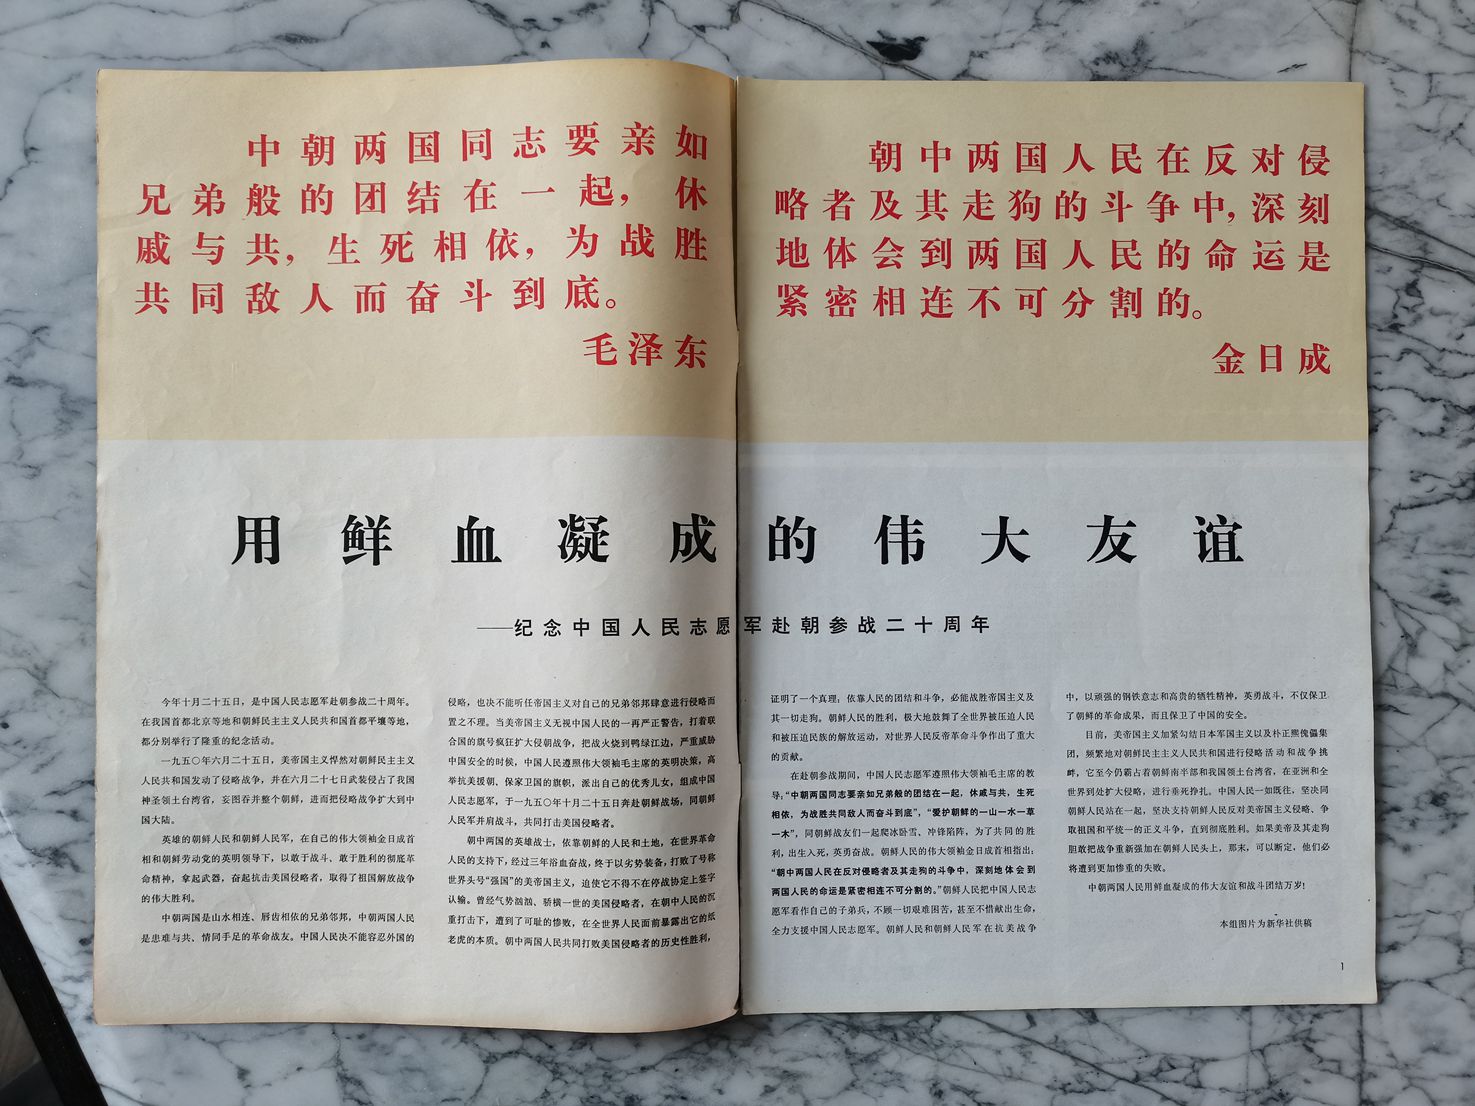 中朝两国同志要亲如
兄弟般的团结在一起，休
戚与共，生死相依，为战胜
共同敌人而奋斗到底。
毛泽东
朝中两国人民在反对侵
略者及其走狗的斗争中，深刻
地体会到两国人民的命运是
紧密相连不可分割的。
金日成
用鲜血凝成的伟大友谊
——纪念中国人民志愿军赴朝参战二十周年
今年十月二十五日，是中国人民志愿军赴朝参战二十周年。
在我国首都北京等地和朝鲜民主主义人民共和国首都平壤等地，
都分别举行了隆重的纪念活动。
一九五〇年六月二十五日，美帝国主义悍然对朝鲜民主主义
人民共和国发动了侵略战争，并在六月二十七日武装侵占了我国
神圣领土台湾省，妄图吞并整个朝鲜，进而把侵略战争扩大到中
国大陆。
英雄的朝鲜人民和朝鲜人民军，在自己的伟大领袖金日成首
相和朝鲜劳动党的英明领导下，以敢于战斗、敢于胜利的彻底革
命精神，拿起武器，奋起抗击美国侵略者，取得了祖国解放战争
的伟大胜利。
中朝两国是山水相连、唇齿相依的兄弟邻邦，中朝两国人民
是患难与共、情同手足的革命战友。中国人民决不能容忍外国的
侵略，也决不能听任帝国主义对自己的兄弟邻邦肆意进行侵略而
置之不理。当美帝国主义无视中国人民的一再严正警告，打着联
合国的旗号疯狂扩大侵朝战争，把战火烧到鸭绿江边，严重威胁
中国安全的时候，中国人民遵照伟大领袖毛主席的英明决策，高
举抗美援朝、保家卫国的旗帜，派出自己的优秀儿女，组成中国
人民志愿军，于一九五〇年十月二十五日奔赴朝鲜战场，同朝鲜
人民军并肩战斗，共同打击美国侵略者。
朝中两国的英雄战士，依靠朝鲜的人民和土地，在世界革命
人民的支持下，经过三年浴血奋战，终于以劣势装备，打败了号称
世界头号“强国”的美帝国主义，迫使它不得不在停战协定上签字
认输。曾经气势汹汹、骄横一世的美国侵略者，在朝中人民的沉
重打击下，遭到了可耻的惨败，在全世界人民面前暴露出它的纸
老虎的本质。朝中两国人民共同打败美国侵略者的历史性胜利，
证明了一个真理：依靠人民的团结和斗争，必能战胜帝国主义及
其一切走狗。朝鲜人民的胜利，极大地鼓舞了全世界被压迫人民
和被压迫民族的解放运动，对世界人民反帝革命斗争作出了重大
的贡献。
在赴朝参战期间，中国人民志愿军遵照伟大领袖毛主席的教
导：“中朝两国同志要亲如兄弟般的团结在一起，休戚与共，生死
相依，为战胜共同敌人而奋斗到底”，“爱护朝鲜的一山一水一草
一木”，同朝鲜战友们一起爬冰卧雪、冲锋陷阵，为了共同的胜
利，出生入死，英勇奋战。朝鲜人民的伟大领袖金日成首相指出：
“朝中两国人民在反对侵略者及其走狗的斗争中，深刻地体会到
两国人民的命运是紧密相连不可分割的。”朝鲜人民把中国人民志
愿军看作自己的子弟兵，不顾一切艰难困苦，甚至不惜献出生命，
全力支援中国人民志愿军。朝鲜人民和朝鲜人民军在抗美战争
中，以顽强的钢铁意志和高贵的牺牲精神，英勇战斗，不仅保卫
了朝鲜的革命成果，而且保卫了中国的安全。
目前，美帝国主义加紧勾结日本军国主义以及朴正熙傀儡集
团，频繁地对朝鲜民主主义人民共和国进行侵略活动和战争挑
衅，它至今仍霸占着朝鲜南半部和我国领土台湾省，在亚洲和全
世界到处扩大侵略，进行垂死挣扎。中国人民一如既往，坚决同
朝鲜人民站在一起，坚决支持朝鲜人民反对美帝国主义侵略、争
取祖国和平统一的正义斗争，直到彻底胜利。如果美帝及其走狗
胆敢把战争重新强加在朝鲜人民头上，那末，可以断定，他们必
将遭到更加惨重的失败。
中朝两国人民用鲜血凝成的伟大友谊和战斗团结万岁！
本组图片为新华社供稿
1